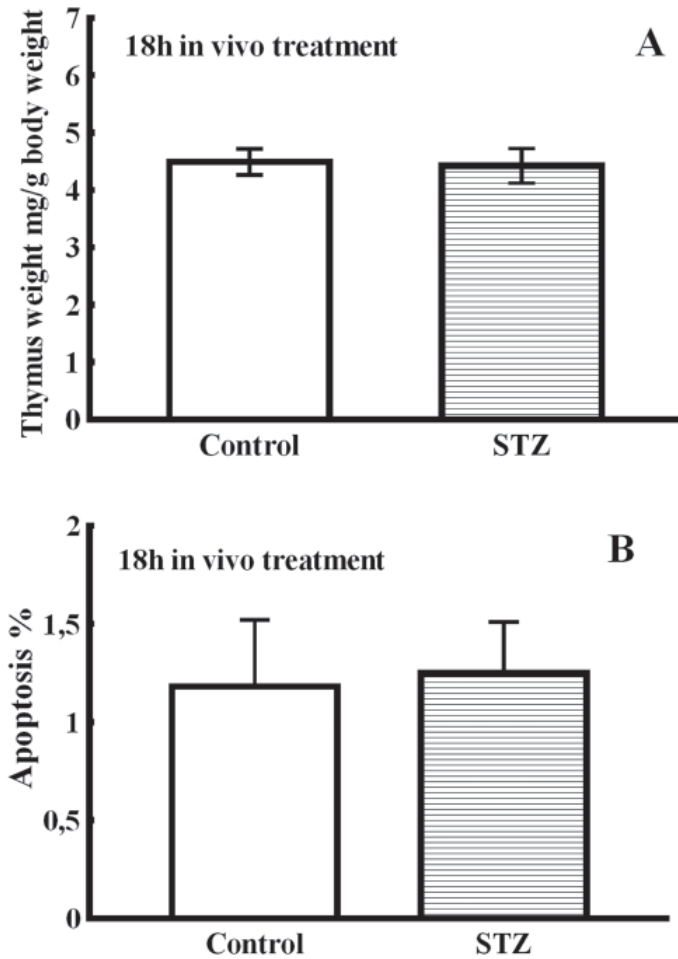 18h in vivo treatment
A
Thymus weight mg/g body weight
7
6
5
4
3
2
1
0
Control STZ
18h in vivo treatment
B
Apoptosis %
2
1,5
1
0,5
0
Control STZ